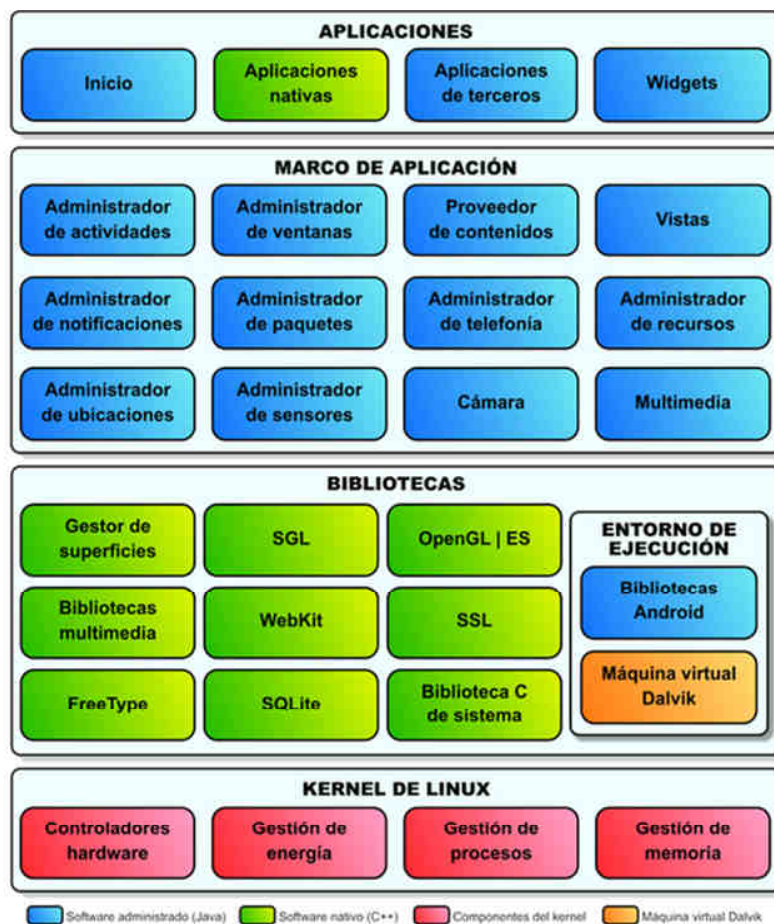 APLICACIONES
Inicio
Aplicaciones
nativas
Aplicaciones
de terceros
Widgets
MARCO DE APLICACIÓN
Administrador
de actividades
Administrador
de ventanas
Proveedor
de contenidos
Vistas
Administrador
de notificaciones
Administrador
de paquetes
Administrador
de telefonía
Administrador
de recursos
Administrador
de ubicaciones
Administrador
de sensores
Cámara
Multimedia
BIBLIOTECAS
Gestor de
superficies
SGL
OpenGL | ES
Bibliotecas
multimedia
WebKit
SSL
FreeType
SQLite
Biblioteca C
de sistema
ENTORNO DE
EJECUCIÓN
Bibliotecas
Android
Máquina virtual
Dalvik
KERNEL DE LINUX
Controladores
hardware
Gestión de
energía
Gestión de
procesos
Gestión de
memoria
Software administrado (Java)
Software nativo (C++)
Componentes del kernel
Máquina virtual Dalvik